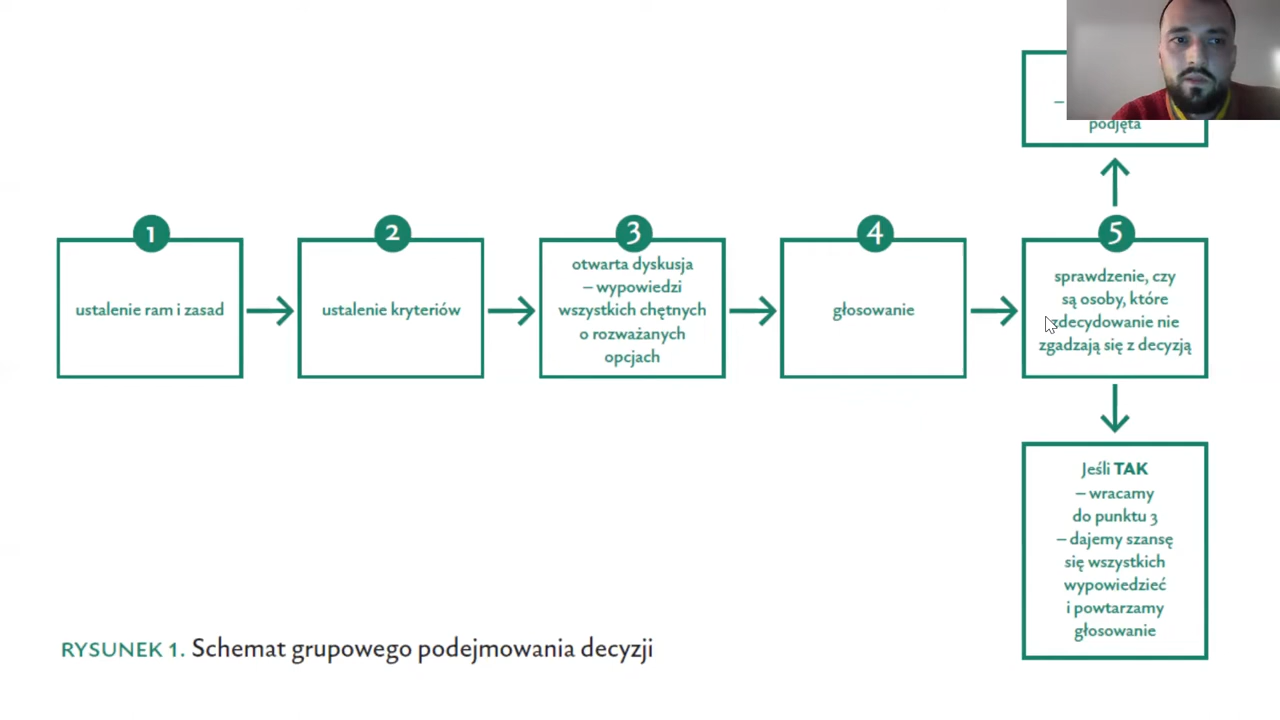 1
ustalenie ram i zasad
2
ustalenie kryteriów
3
otwarta dyskusja
– wypowiedzi
wszystkich chętnych
o rozważanych
opcjach
4
głosowanie
5
sprawdzenie, czy
są osoby, które
zdecydowanie nie
zgadzają się z decyzją
–
podjęta
Jeśli TAK
– wracamy
do punktu 3
– dajemy szansę
się wszystkich
wypowiedzieć
i powtarzamy
głosowanie
RYSUNEK 1. Schemat grupowego podejmowania decyzji